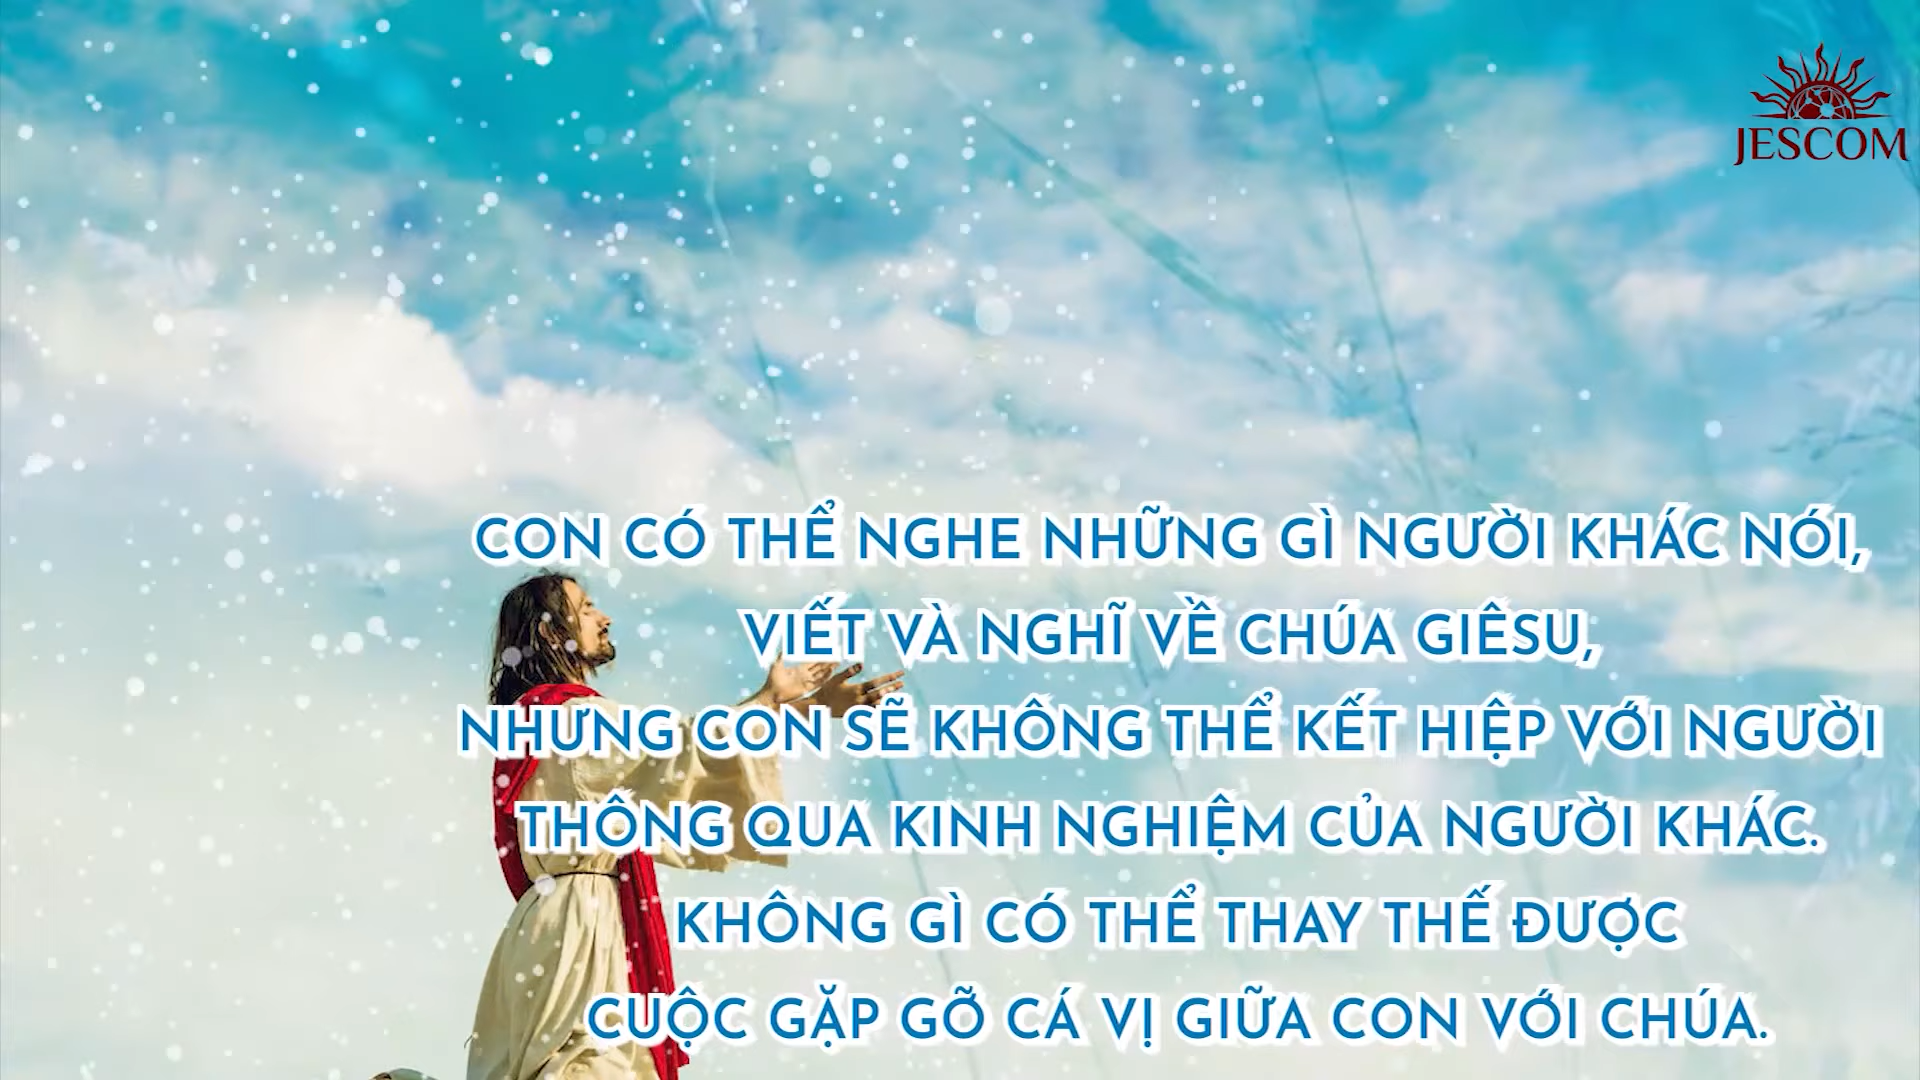 JESCOM
CON CÓ THỂ NGHE NHỮNG GÌ NGƯỜI KHÁC NÓI,
VIẾT VÀ NGHĨ VỀ CHÚA GIÊSU,
NHƯNG CON SẼ KHÔNG THỂ KẾT HIỆP VỚI NGƯỜI
THÔNG QUA KINH NGHIỆM CỦA NGƯỜI KHÁC.
KHÔNG GÌ CÓ THỂ THAY THẾ ĐƯỢC
CUỘC GẶP GỠ CÁ VỊ GIỮA CON VỚI CHÚA.